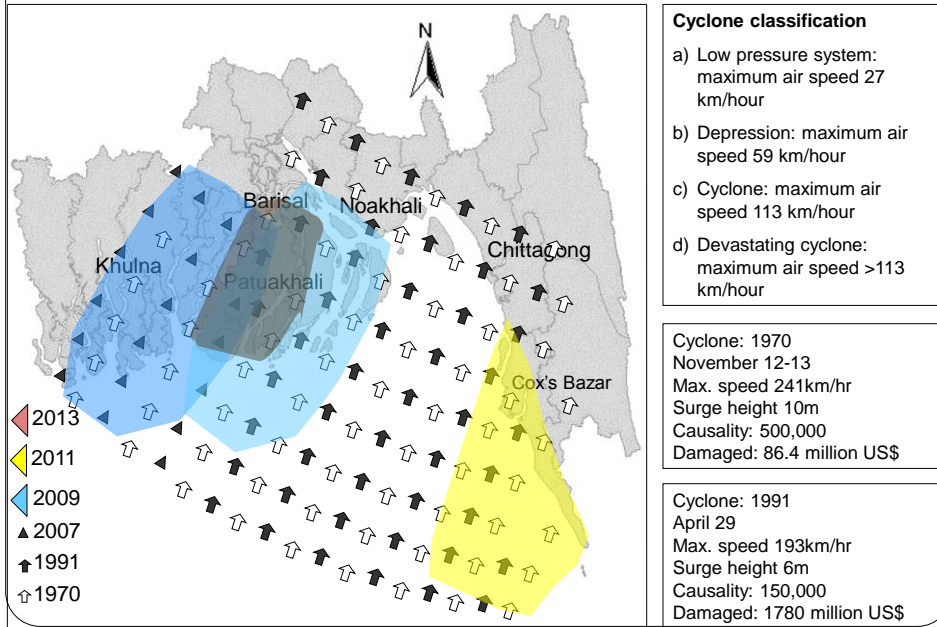 N
Barisal
Noakhali
Chittagong
Khulna
Patuakhali
Cox's Bazar
2013
2011
2009
2007
1991
1970
Cyclone classification
a) Low pressure system:
maximum air speed 27
km/hour
b) Depression: maximum air
speed 59 km/hour
c) Cyclone: maximum air
speed 113 km/hour
d) Devastating cyclone:
maximum air speed >113
km/hour
Cyclone: 1970
November 12-13
Max. speed 241km/hr
Surge height 10m
Causality: 500,000
Damaged: 86.4 million US$
Cyclone: 1991
April 29
Max. speed 193km/hr
Surge height 6m
Causality: 150,000
Damaged: 1780 million US$